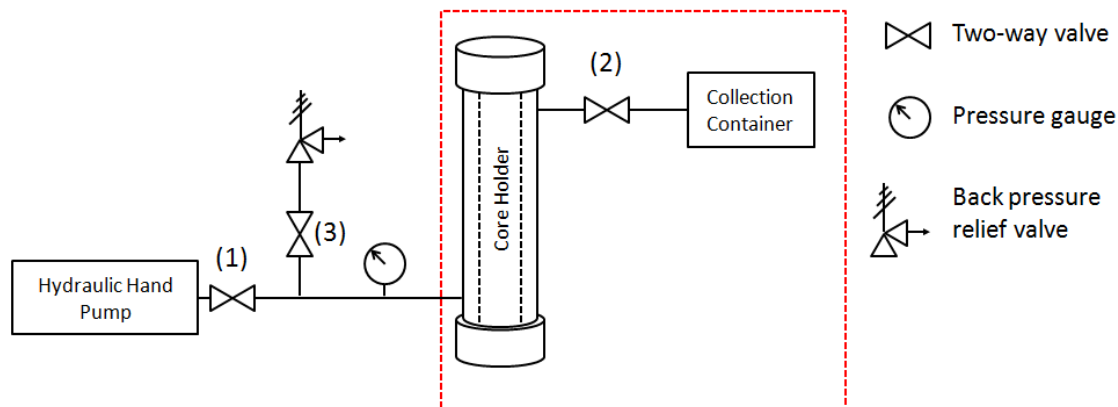 (2)
Two-way valve
Collection
Container
Pressure gauge
Core Holder
(3)
Back pressure
relief valve
(1)
Hydraulic Hand
Pump